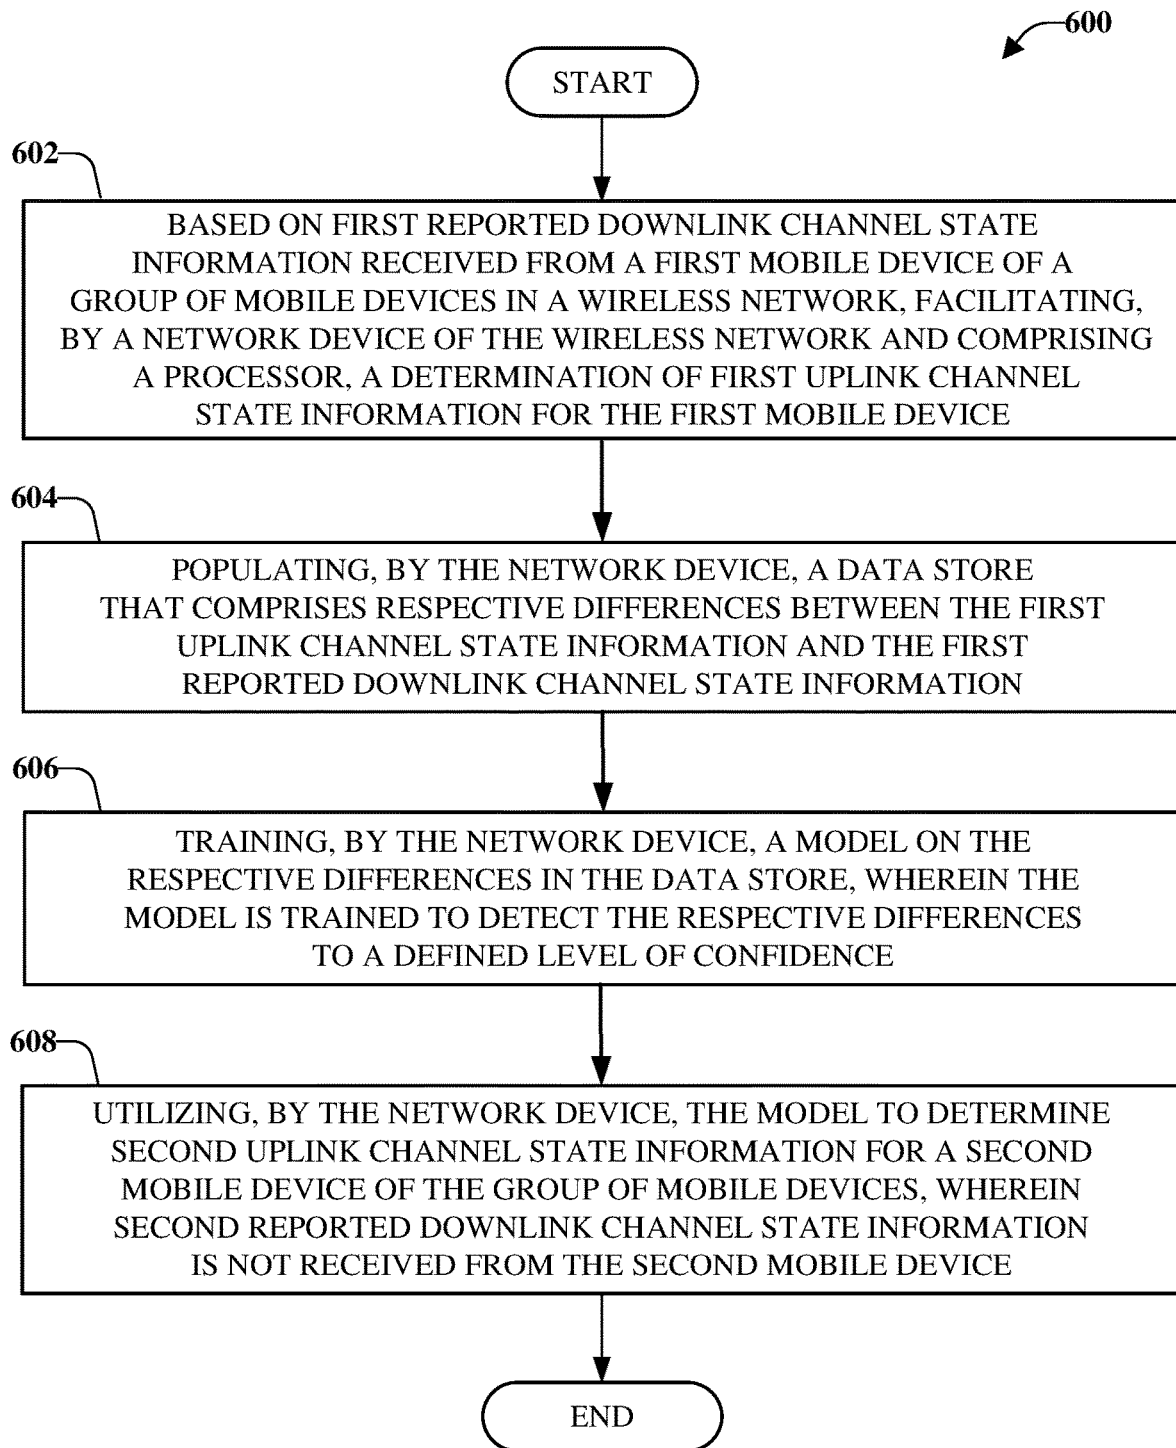 600
START
602
BASED ON FIRST REPORTED DOWNLINK CHANNEL STATE
INFORMATION RECEIVED FROM A FIRST MOBILE DEVICE OF A
GROUP OF MOBILE DEVICES IN A WIRELESS NETWORK, FACILITATING,
BY A NETWORK DEVICE OF THE WIRELESS NETWORK AND COMPRISING
A PROCESSOR, A DETERMINATION OF FIRST UPLINK CHANNEL
STATE INFORMATION FOR THE FIRST MOBILE DEVICE
604
POPULATING, BY THE NETWORK DEVICE, A DATA STORE
THAT COMPRISES RESPECTIVE DIFFERENCES BETWEEN THE FIRST
UPLINK CHANNEL STATE INFORMATION AND THE FIRST
REPORTED DOWNLINK CHANNEL STATE INFORMATION
606
TRAINING, BY THE NETWORK DEVICE, A MODEL ON THE
RESPECTIVE DIFFERENCES IN THE DATA STORE, WHEREIN THE
MODEL IS TRAINED TO DETECT THE RESPECTIVE DIFFERENCES
TO A DEFINED LEVEL OF CONFIDENCE
608
UTILIZING, BY THE NETWORK DEVICE, THE MODEL TO DETERMINE
SECOND UPLINK CHANNEL STATE INFORMATION FOR A SECOND
MOBILE DEVICE OF THE GROUP OF MOBILE DEVICES, WHEREIN
SECOND REPORTED DOWNLINK CHANNEL STATE INFORMATION
IS NOT RECEIVED FROM THE SECOND MOBILE DEVICE
END